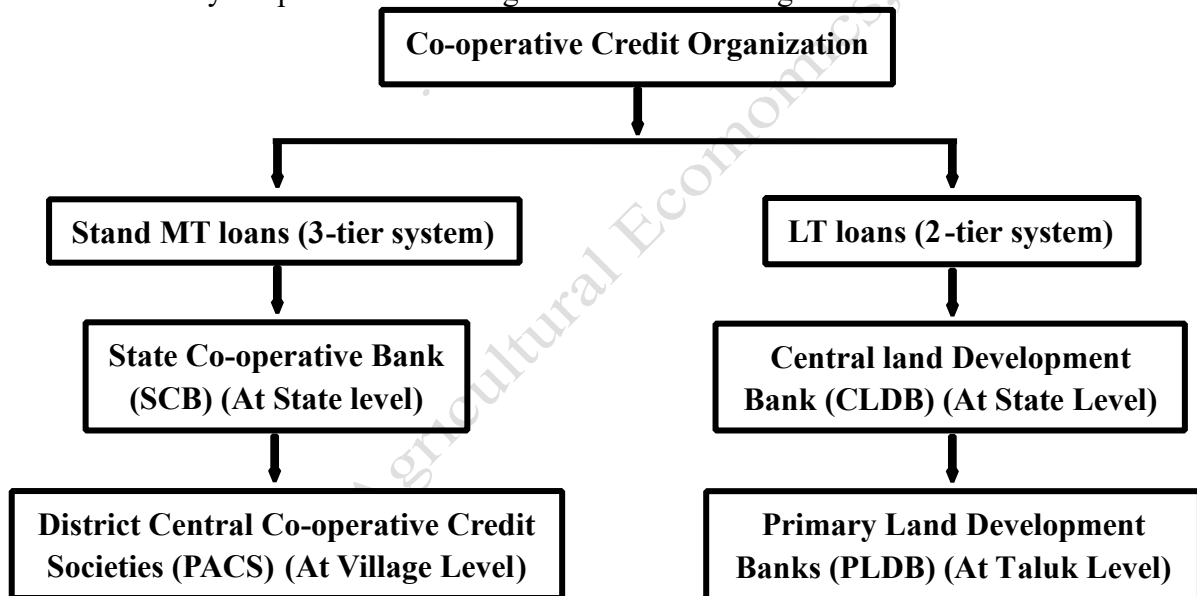 Co-operative Credit Organization
Stand MT loans (3-tier system)
LT loans (2-tier system)
State Co-operative Bank
(SCB) (At State level)
Central land Development
Bank (CLDB) (At State Level)
District Central Co-operative Credit
Societies (PACS) (At Village Level)
Primary Land Development
Banks (PLDB) (At Taluk Level)
Agricultural Economics,